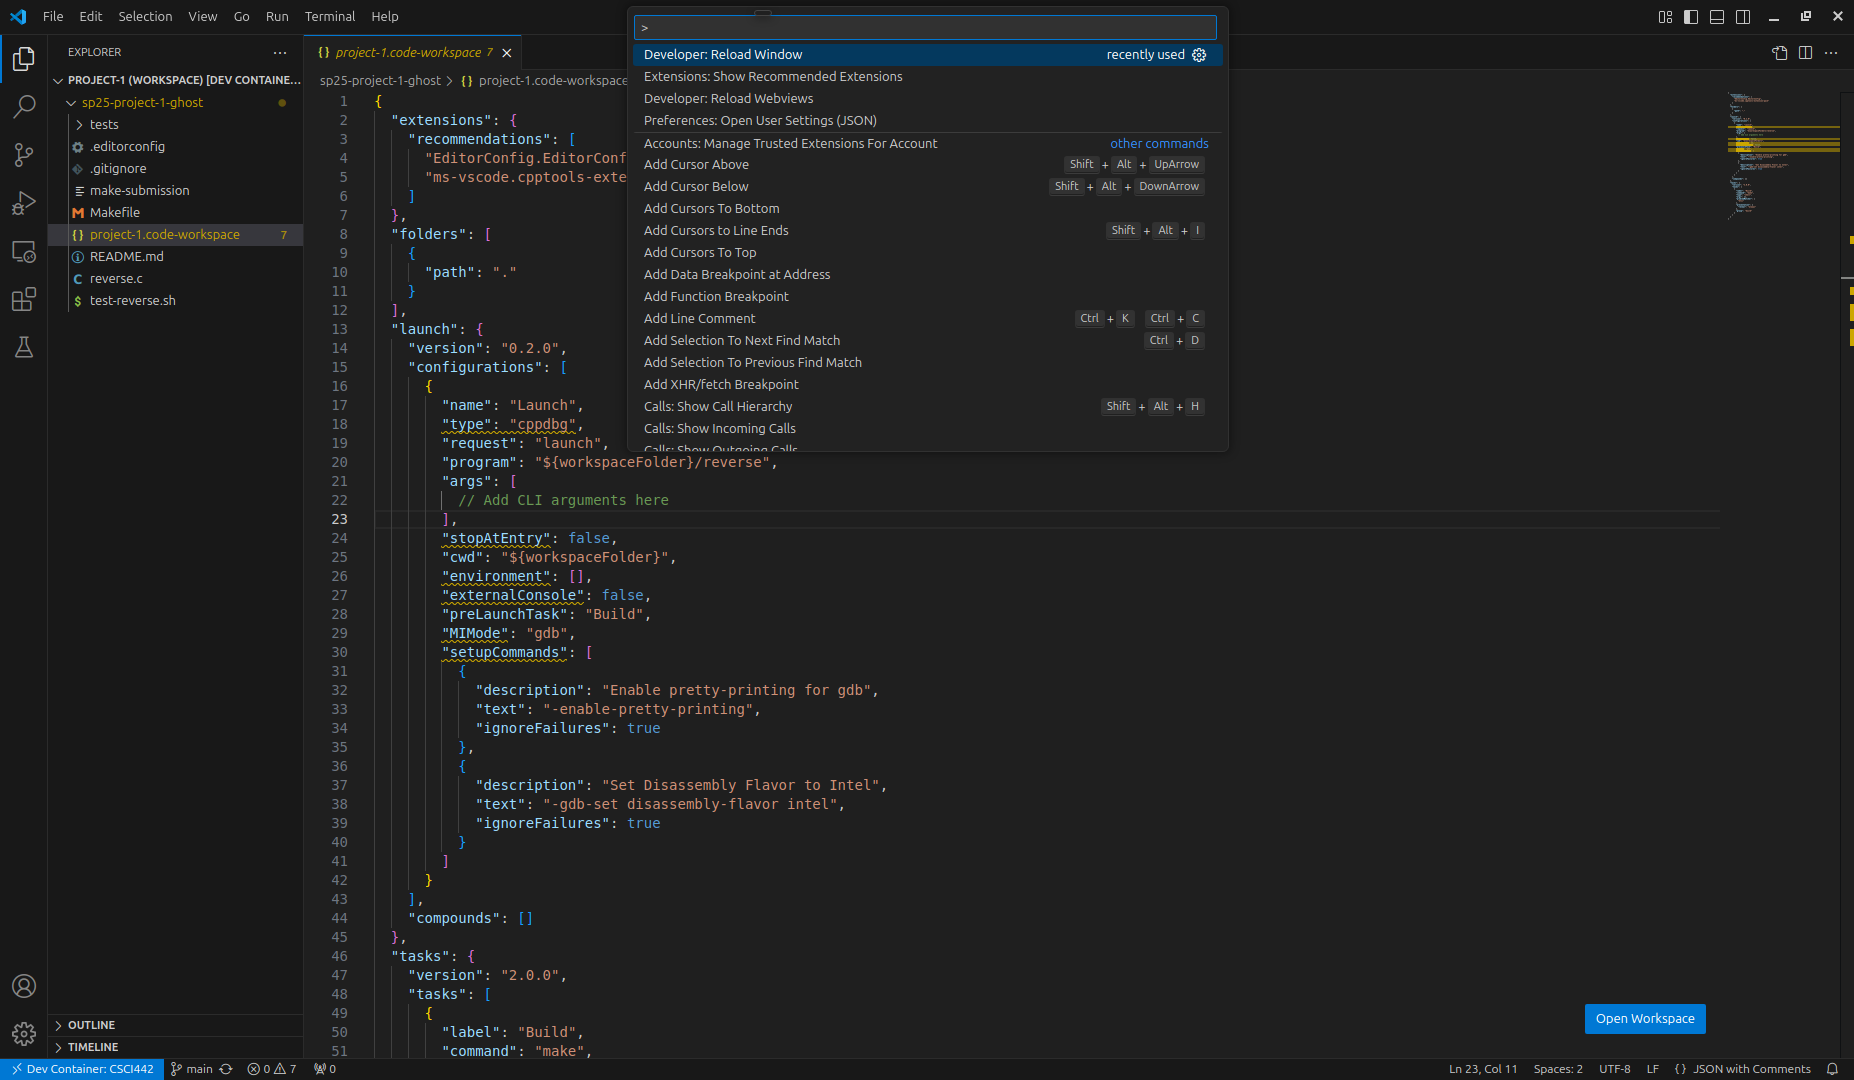 File Edit Selection View Go Run Terminal Help
>
Developer: Reload Window recently used
Extensions: Show Recommended Extensions
Developer: Reload Webviews
Preferences: Open User Settings (JSON)
Accounts: Manage Trusted Extensions For Account other commands
Add Cursor Above Shift + Alt + UpArrow
Add Cursor Below Shift + Alt + DownArrow
Add Cursors To Bottom
Add Cursors to Line Ends Shift + Alt + I
Add Cursors To Top
Add Data Breakpoint at Address
Add Function Breakpoint
Add Line Comment Ctrl + K Ctrl + C
Add Selection To Next Find Match Ctrl + D
Add Selection To Previous Find Match
Add XHR/fetch Breakpoint
Calls: Show Call Hierarchy Shift + Alt + H
Calls: Show Incoming Calls
Calls: Show Outgoing Calls
EXPLORER
PROJECT-1 (WORKSPACE) [DEV CONTAINE...
sp25-project-1-ghost
tests
.editorconfig
.gitignore
make-submission
Makefile
project-1.code-workspace 7
README.md
reverse.c
test-reverse.sh
OUTLINE
TIMELINE
project-1.code-workspace 7
sp25-project-1-ghost > {} project-1.code-workspace
1 {
2 "extensions": {
3 "recommendations": [
4 "EditorConfig.EditorConf
5 "ms-vscode.cpptools-exte
6 ]
7 },
8 "folders": [
9 {
10 "path": "."
11 }
12 ],
13 "launch": {
14 "version": "0.2.0",
15 "configurations": [
16 {
17 "name": "Launch",
18 "type": "cppdbg",
19 "request": "launch",
20 "program": "${workspaceFolder}/reverse",
21 "args": [
22 // Add CLI arguments here
23 ],
24 "stopAtEntry": false,
25 "cwd": "${workspaceFolder}",
26 "environment": [],
27 "externalConsole": false,
28 "preLaunchTask": "Build",
29 "MIMode": "gdb",
30 "setupCommands": [
31 {
32 "description": "Enable pretty-printing for gdb",
33 "text": "-enable-pretty-printing",
34 "ignoreFailures": true
35 },
36 {
37 "description": "Set Disassembly Flavor to Intel",
38 "text": "-gdb-set disassembly-flavor intel",
39 "ignoreFailures": true
40 }
41 ]
42 }
43 ],
44 "compounds": []
45 },
46 "tasks": {
47 "version": "2.0.0",
48 "tasks": [
49 {
50 "label": "Build",
51 "command": "make",
Open Workspace
Dev Container: CSCI442 main 0 7 0 Ln 23, Col 11 Spaces: 2 UTF-8 LF {} JSON with Comments